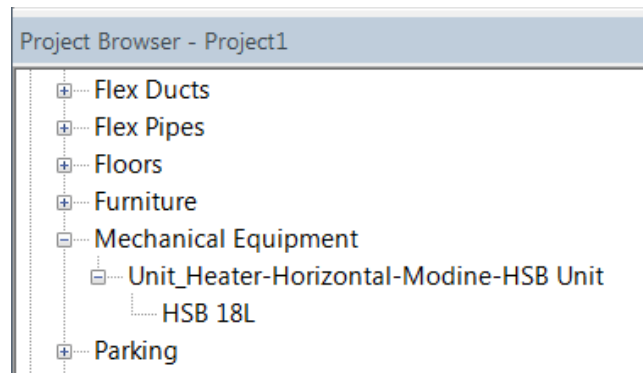 Project Browser - Project1
Flex Ducts
Flex Pipes
Floors
Furniture
Mechanical Equipment
Unit_Heater-Horizontal-Modine-HSB Unit
HSB 18L
Parking